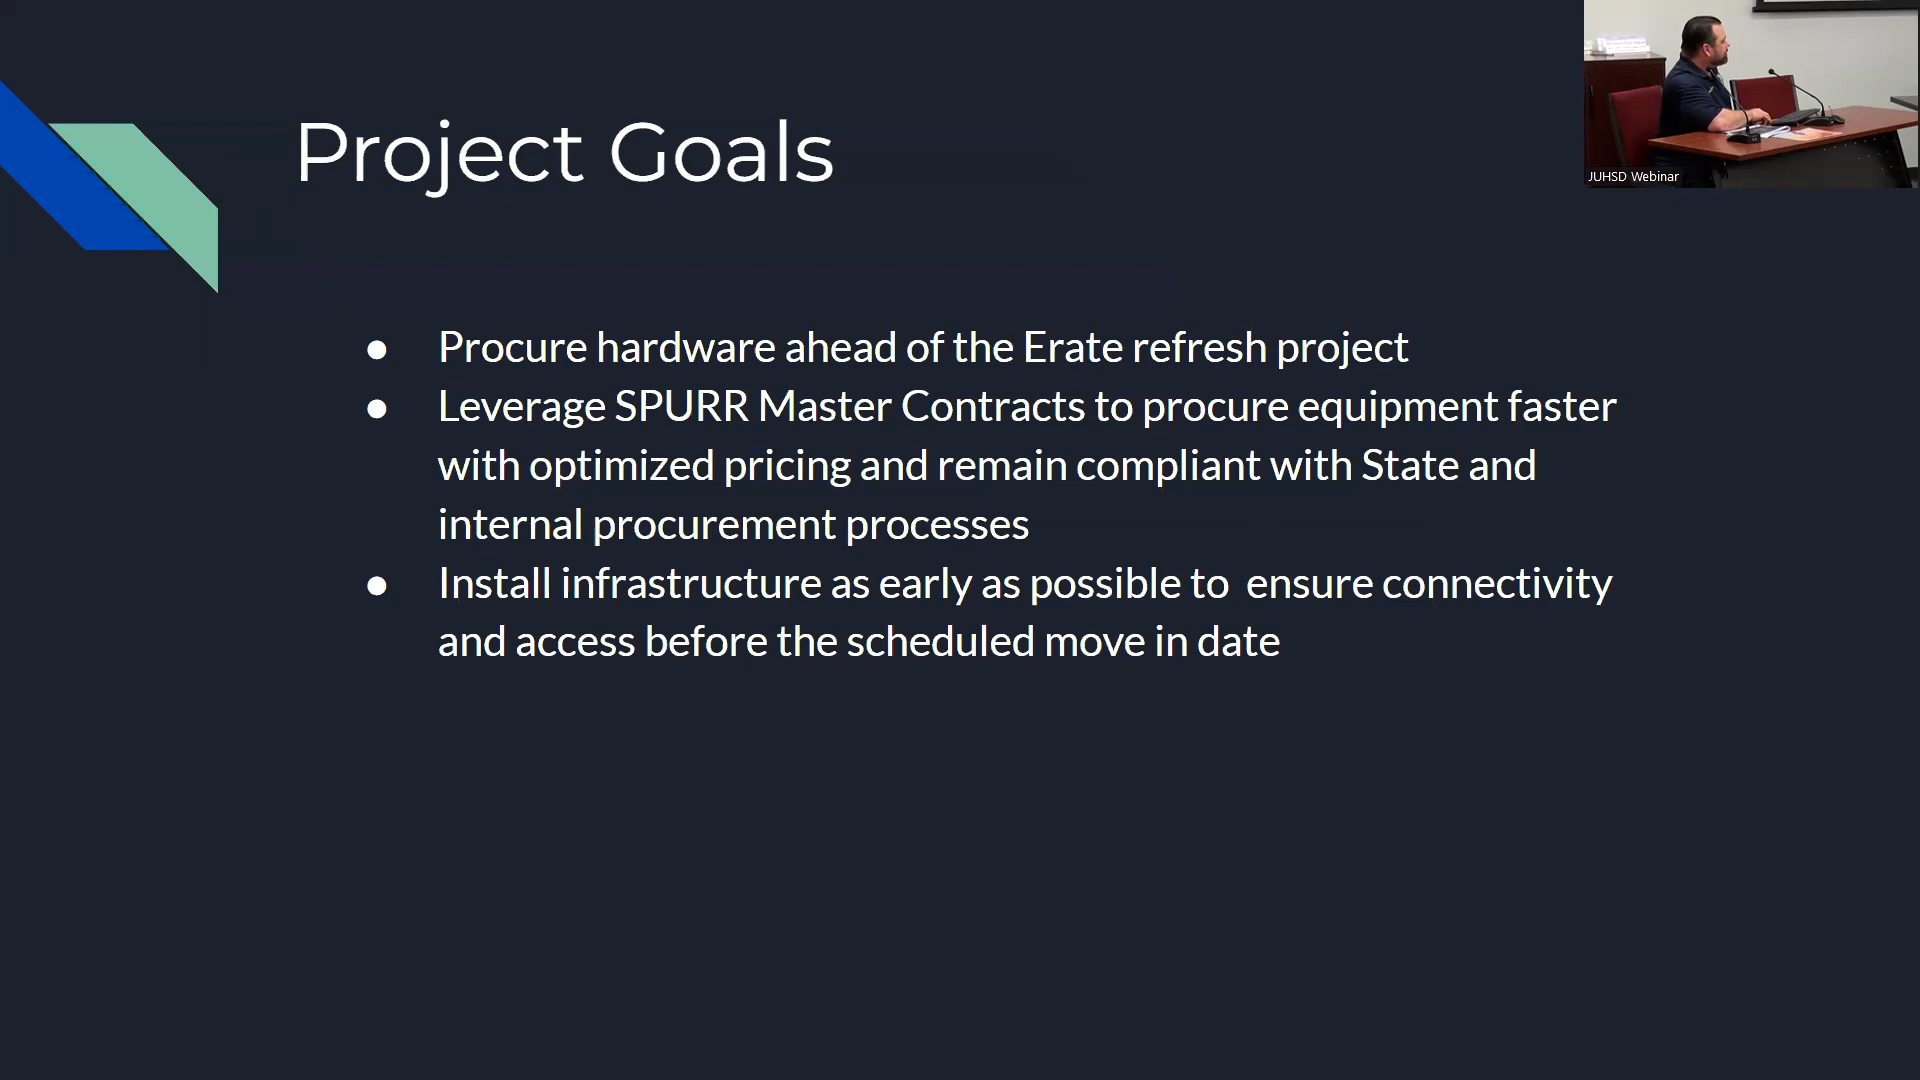 Project Goals
JUHSD Webinar
● Procure hardware ahead of the Erate refresh project
● Leverage SPURR Master Contracts to procure equipment faster
with optimized pricing and remain compliant with State and
internal procurement processes
● Install infrastructure as early as possible to  ensure connectivity
and access before the scheduled move in date